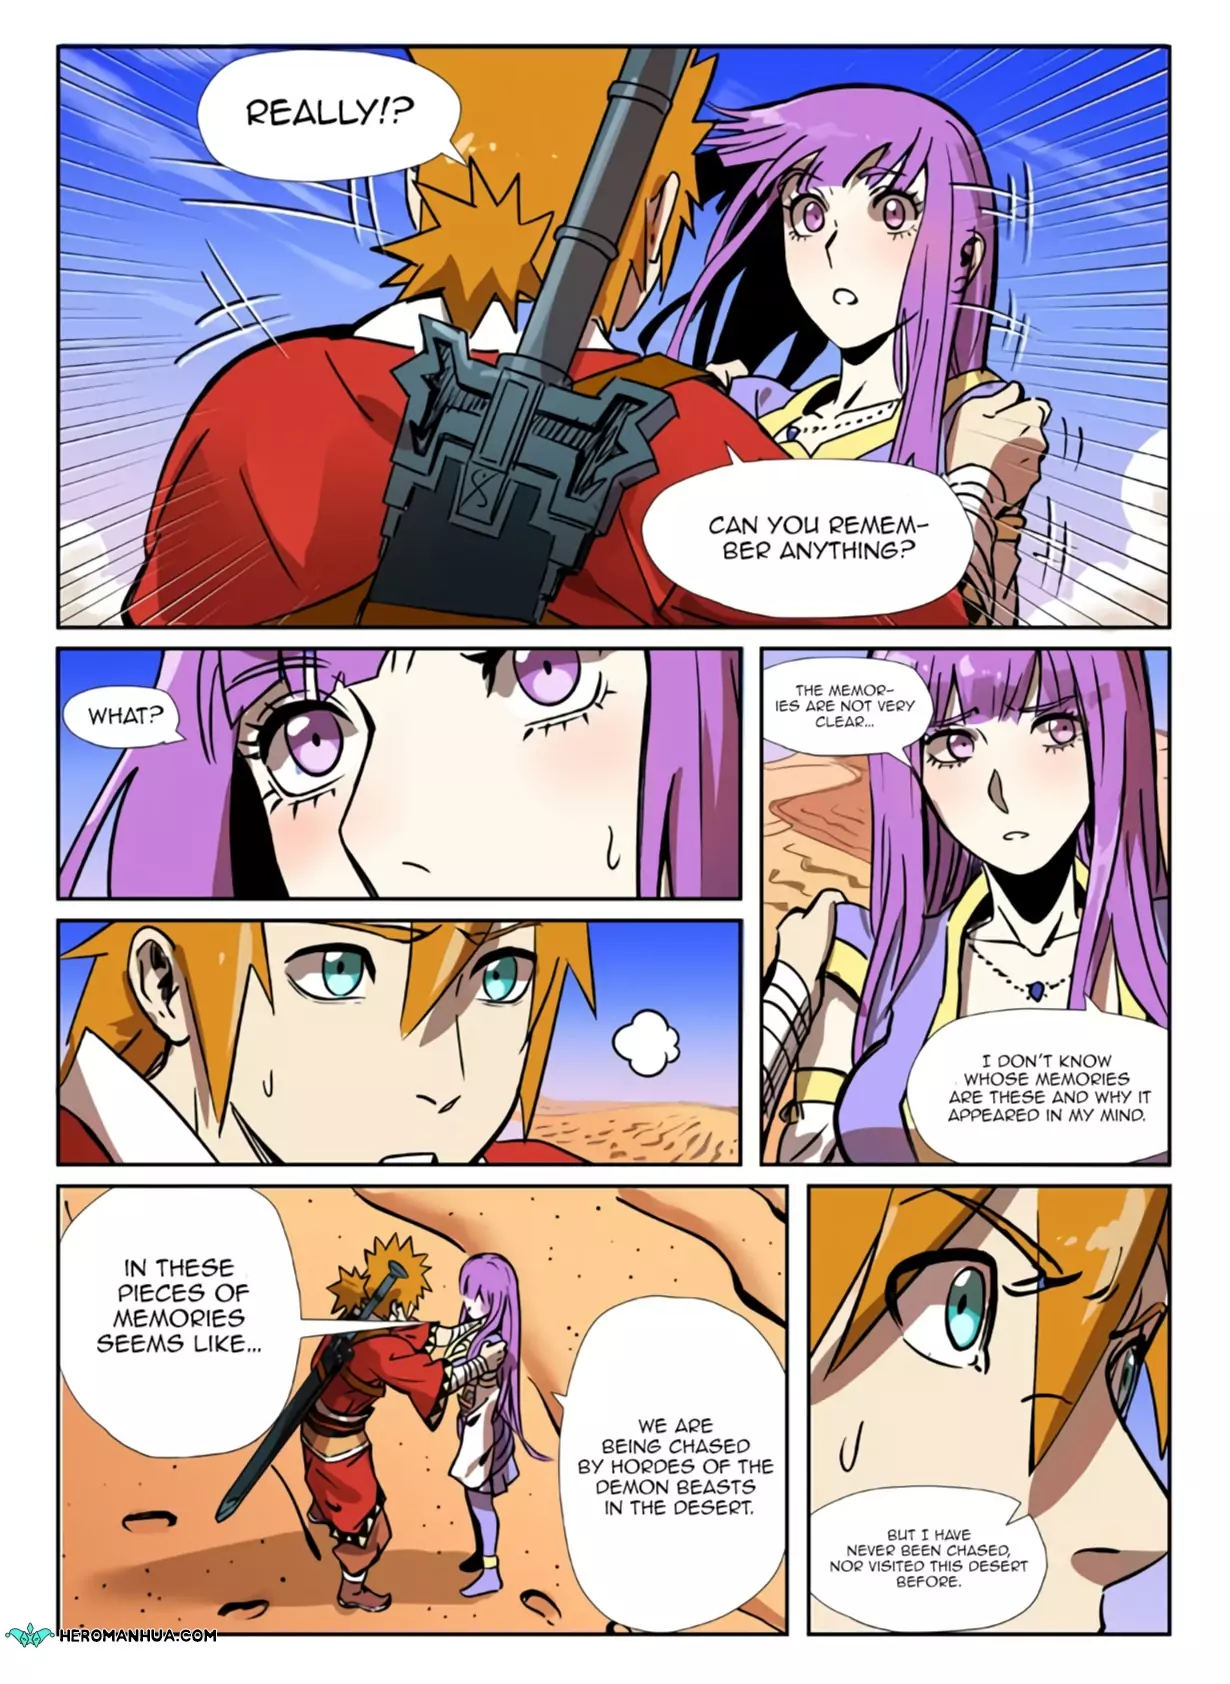 REALLY!?
CAN YOU REMEM-
BER ANYTHING?
WHAT?
THE MEMOR-
IES ARE NOT VERY
CLEAR...
I DON'T KNOW
WHOSE MEMORIES
ARE THESE AND WHY IT
APPEARED IN MY MIND.
IN THESE
PIECES OF
MEMORIES
SEEMS LIKE...
WE ARE
BEING CHASED
BY HORDES OF THE
DEMON BEASTS
IN THE DESERT.
BUT I HAVE
NEVER BEEN CHASED,
NOR VISITED THIS DESERT
BEFORE.
HEROMANHUA.COM